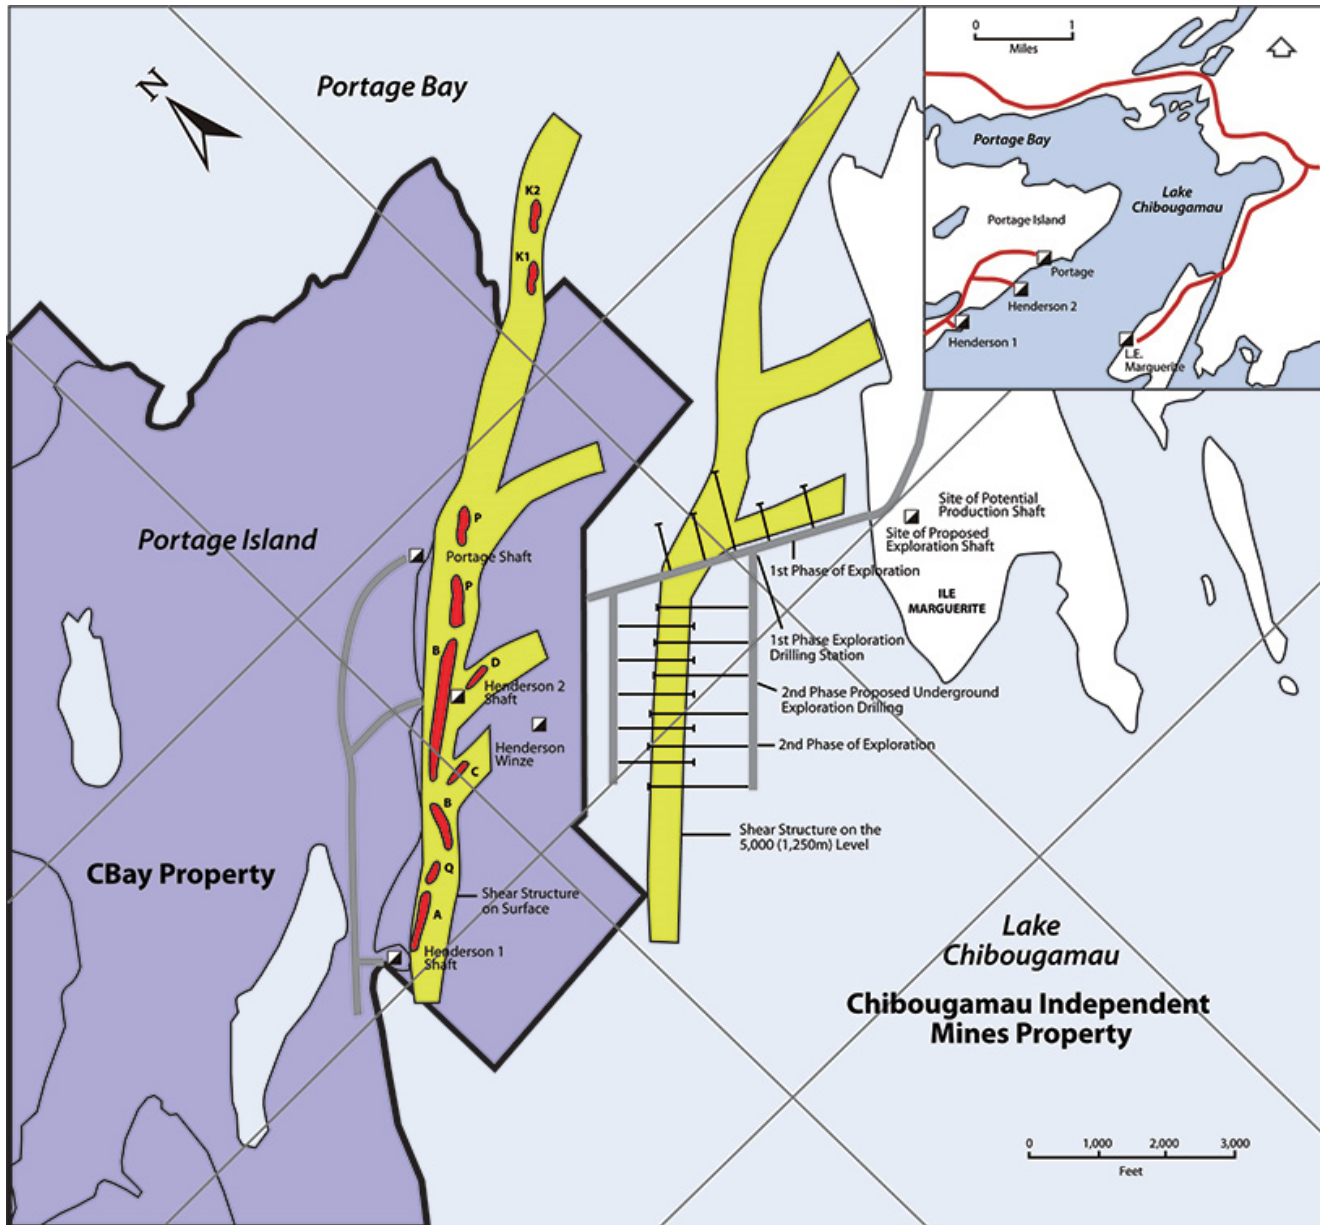 N
Portage Bay
K2
K1
P
Portage Shaft
P
B
D
Henderson 2
Shaft
Henderson
Winze
C
B
Q
A
Shear Structure
on Surface
Henderson 1
Shaft
Portage Island
CBay Property
0
1
Miles
Portage Bay
Lake
Chibougamau
Portage Island
Portage
Henderson 2
Henderson 1
L.E.
Marguerite
Site of Potential
Production Shaft
Site of Proposed
Exploration Shaft
1st Phase of Exploration
ILE
MARGUERITE
1st Phase Exploration
Drilling Station
2nd Phase Proposed Underground
Exploration Drilling
2nd Phase of Exploration
Shear Structure on the
5,000 (1,250m) Level
Lake
Chibougamau
Chibougamau Independent
Mines Property
0 1,000 2,000 3,000
Feet